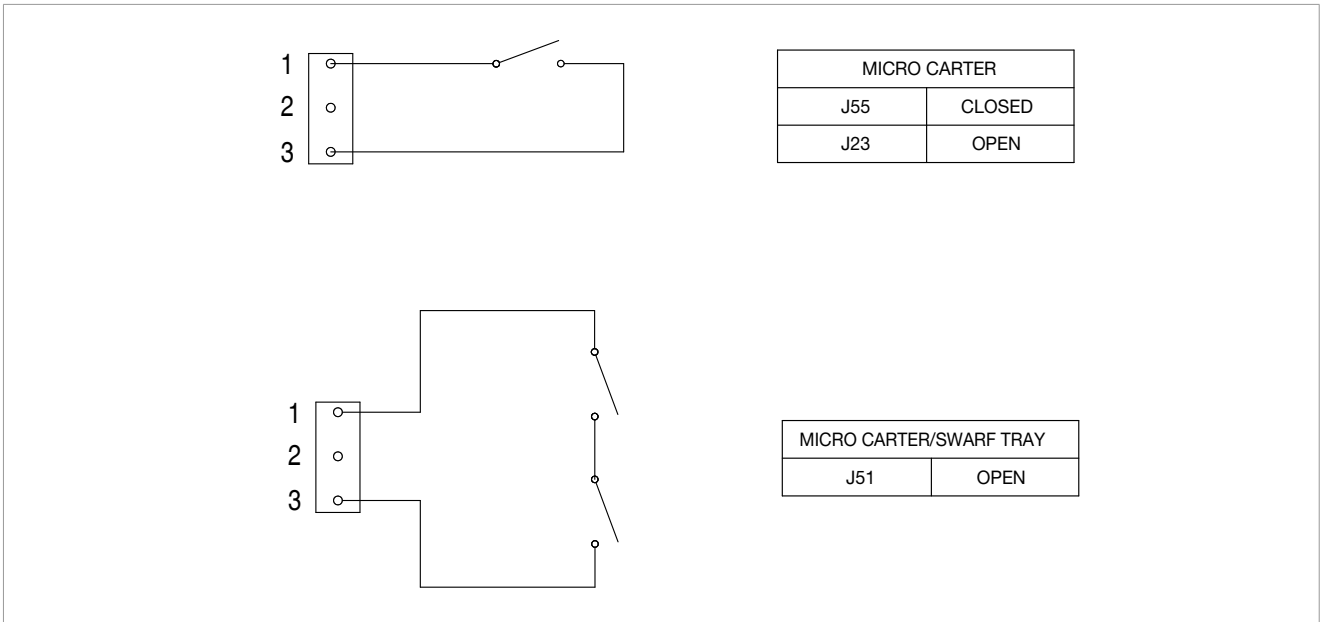 1
2
3
MICRO CARTER
J55 CLOSED
J23 OPEN
1
2
3
MICRO CARTER/SWARF TRAY
J51 OPEN